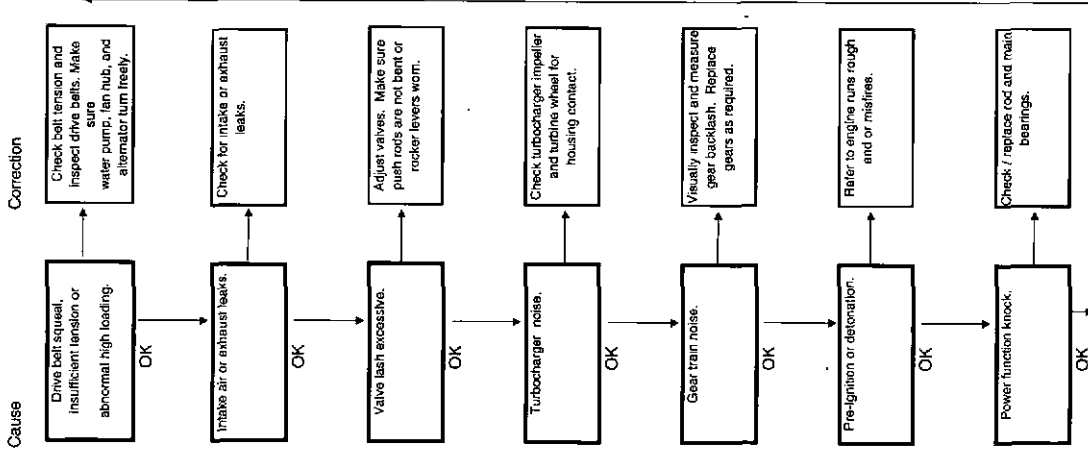 Cause
Correction
Drive belt squeal,
insufficient tension or
abnormal high loading.
Check belt tension and
inspect drive belts. Make
sure
water pump, fan hub, and
alternator turn freely.
OK
Intake air or exhaust leaks.
Check for intake or exhaust
leaks.
OK
Valve lash excessive.
Adjust valves. Make sure
push rods are not bent or
rocker levers worn.
OK
Turbocharger noise.
Check turbocharger impeller
and turbine wheel for
housing contact.
OK
Gear train noise.
Visually inspect and measure
gear backlash. Replace
gears as required.
OK
Pre-Ignition or detonation.
Refer to engine runs rough
and or misfires.
OK
Power function knock.
Check / replace rod and main
bearings.
OK